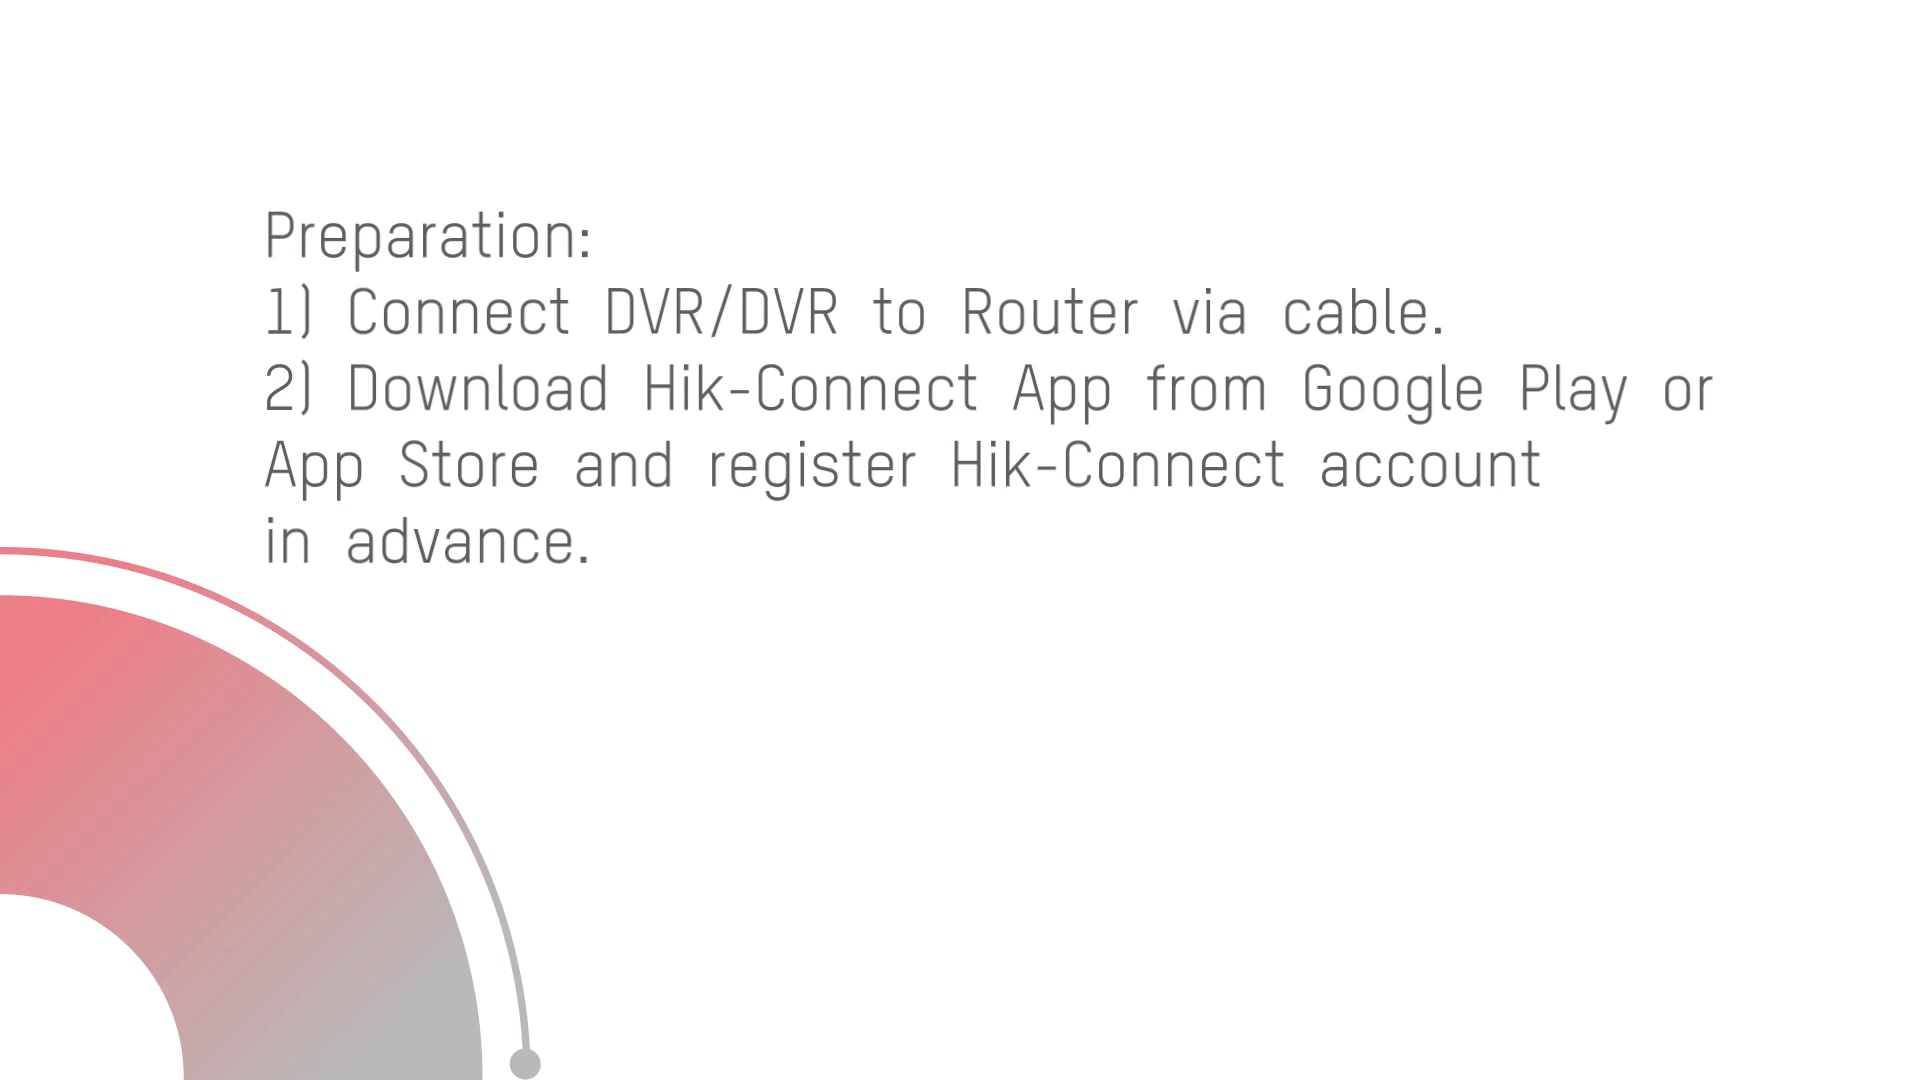 Preparation:
1) Connect DVR/DVR to Router via cable.
2) Download Hik-Connect App from Google Play or
App Store and register Hik-Connect account
in advance.